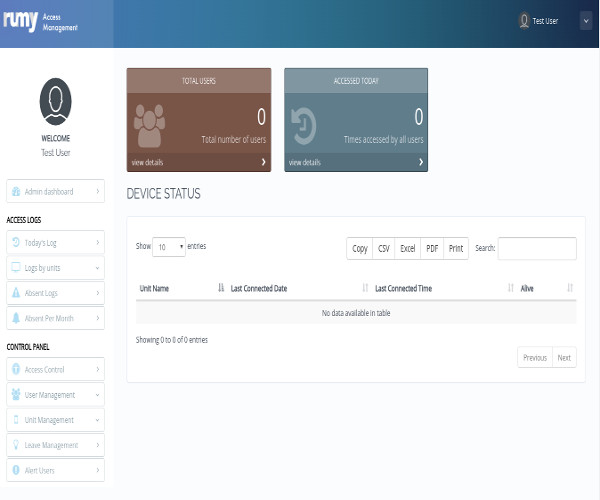 rumy
Access
Management
Test User
WELCOME
Test User
Admin dashboard
ACCESS LOGS
Today's Log
Logs by units
Absent Logs
Absent Per Month
CONTROL PANEL
Access Control
User Management
Unit Management
Leave Management
Alert Users
TOTAL USERS
0
Total number of users
view details
ACCESSED TODAY
0
Times accessed by all users
view details
DEVICE STATUS
Show 10 entries
Copy CSV Excel PDF Print Search:
Unit Name Last Connected Date Last Connected Time Alive
No data available in table
Showing 0 to 0 of 0 entries
Previous Next